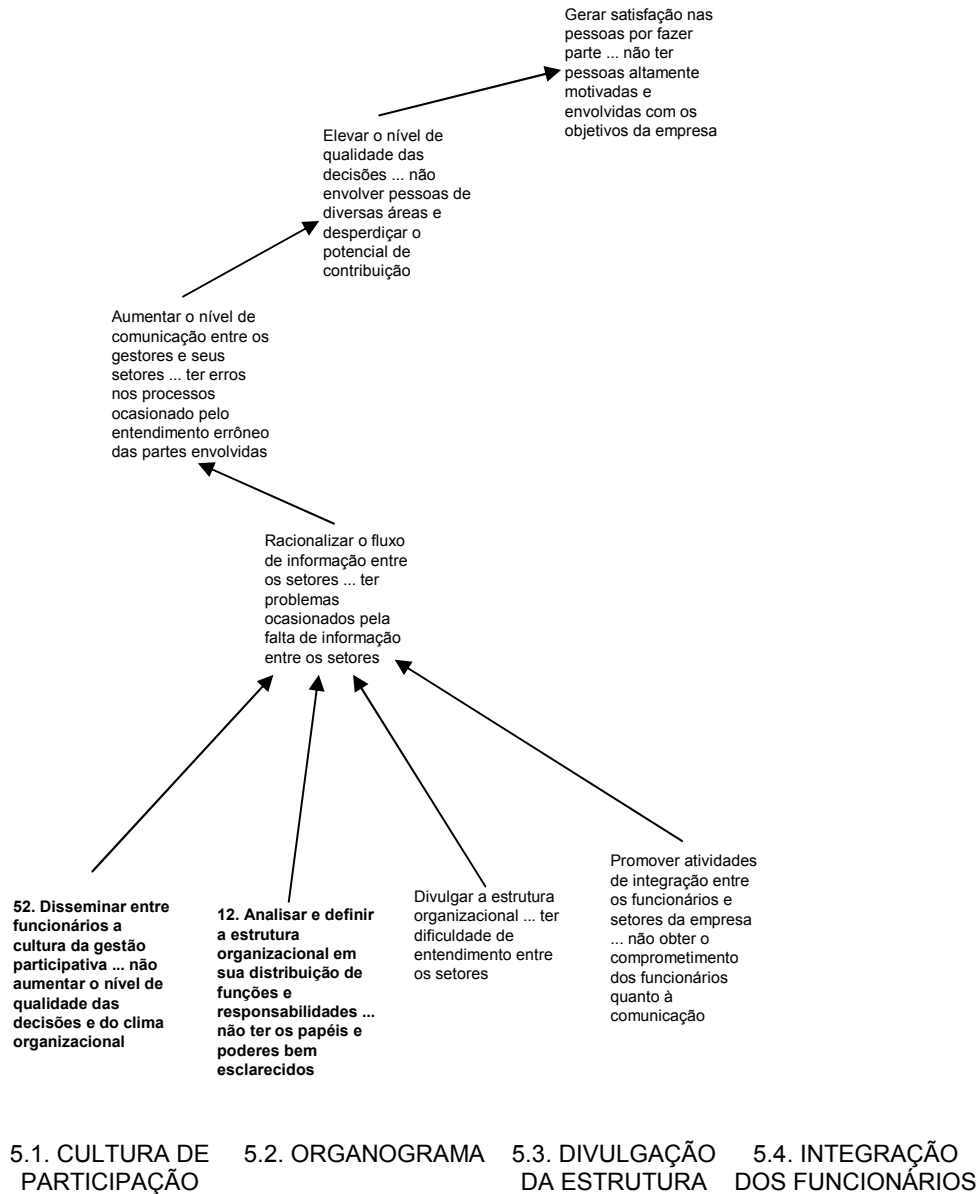 Gerar satisfação nas
pessoas por fazer
parte ... não ter
pessoas altamente
motivadas e
envolvidas com os
objetivos da empresa
Elevar o nível de
qualidade das
decisões ... não
envolver pessoas de
diversas áreas e
desperdiçar o
potencial de
contribuição
Aumentar o nível de
comunicação entre os
gestores e seus
setores ... ter erros
nos processos
ocasionado pelo
entendimento errôneo
das partes envolvidas
Racionalizar o fluxo
de informação entre
os setores ... ter
problemas
ocasionados pela
falta de informação
entre os setores
52. Disseminar entre
funcionários a
cultura da gestão
participativa ... não
aumentar o nível de
qualidade das
decisões e do clima
organizacional
12. Analisar e definir
a estrutura
organizacional em
sua distribuição de
funções e
responsabilidades ...
não ter os papéis e
poderes bem
esclarecidos
Divulgar a estrutura
organizacional ... ter
dificuldade de
entendimento entre
os setores
Promover atividades
de integração entre
os funcionários e
setores da empresa
... não obter o
comprometimento
dos funcionários
quanto à
comunicação
5.1. CULTURA DE
PARTICIPAÇÃO
5.2. ORGANOGRAMA
5.3. DIVULGAÇÃO
DA ESTRUTURA
5.4. INTEGRAÇÃO
DOS FUNCIONÁRIOS